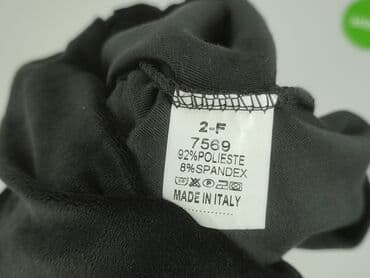 2-F
7569
92%POLIESTE
8%SPANDEX
MADE IN ITALY